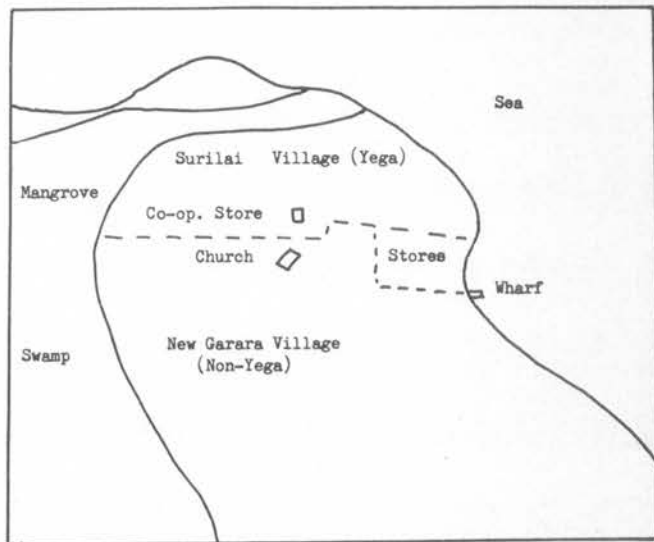 Sea
Surilai Village (Yega)
Mangrove
Co-op. Store
Church
Stores
Wharf
New Garara Village
(Non-Yega)
Swamp